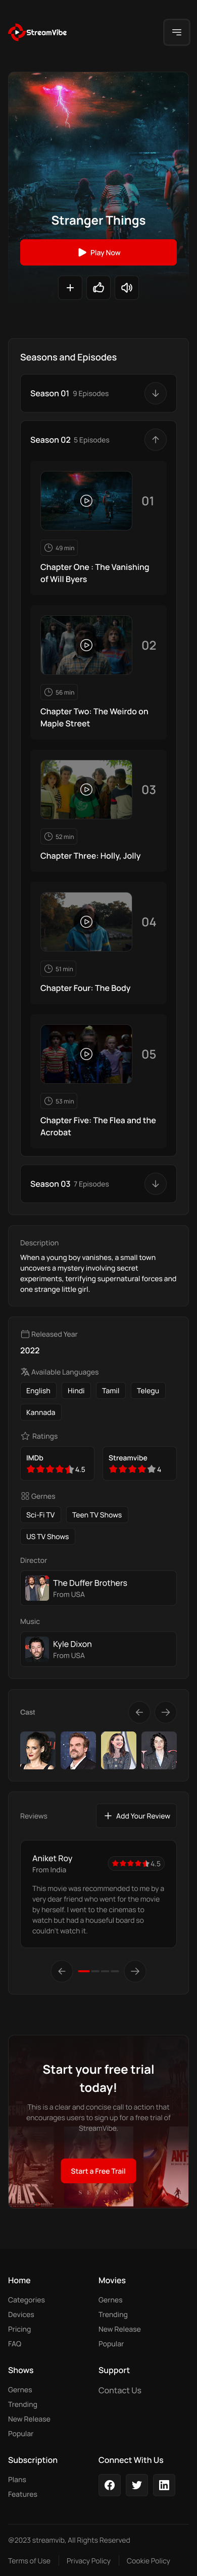 StreamVibe
Stranger Things
Play Now
Seasons and Episodes
Season 01 9 Episodes
Season 02 5 Episodes
01
49 min
Chapter One : The Vanishing
of Will Byers
02
56 min
Chapter Two: The Weirdo on
Maple Street
03
52 min
Chapter Three: Holly, Jolly
04
51 min
Chapter Four: The Body
05
53 min
Chapter Five: The Flea and the
Acrobat
Season 03 7 Episodes
Description
When a young boy vanishes, a small town
uncovers a mystery involving secret
experiments, terrifying supernatural forces and
one strange little girl.
Released Year
2022
Available Languages
English Hindi Tamil Telegu
Kannada
Ratings
IMDb
4.5
Streamvibe
4
Gernes
Sci-Fi TV Teen TV Shows
US TV Shows
Director
The Duffer Brothers
From USA
Music
Kyle Dixon
From USA
Cast
Reviews
Add Your Review
Aniket Roy
From India
4.5
This movie was recommended to me by a
very dear friend who went for the movie
by herself. I went to the cinemas to
watch but had a houseful board so
couldn't watch it.
Start your free trial
today!
This is a clear and concise call to action that
encourages users to sign up for a free trial of
StreamVibe.
Start a Free Trail
Home
Categories
Devices
Pricing
FAQ
Movies
Gernes
Trending
New Release
Popular
Shows
Gernes
Trending
New Release
Popular
Support
Contact Us
Subscription
Plans
Features
Connect With Us
@2023 streamvib, All Rights Reserved
Terms of Use Privacy Policy Cookie Policy